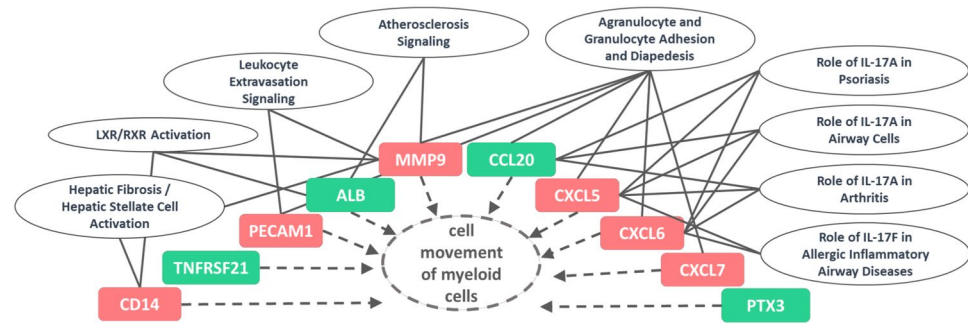 Atherosclerosis
Signaling
Agranulocyte and
Granulocyte Adhesion
and Diapedesis
Leukocyte
Extravasation
Signaling
Role of IL-17A in
Psoriasis
LXR/RXR Activation
Role of IL-17A in
Airway Cells
MMP9
CCL20
Hepatic Fibrosis /
Hepatic Stellate Cell
Activation
ALB
CXCL5
Role of IL-17A in
Arthritis
PECAM1
cell
movement
of myeloid
cells
CXCL6
Role of IL-17F in
Allergic Inflammatory
Airway Diseases
TNFRSF21
CXCL7
CD14
PTX3